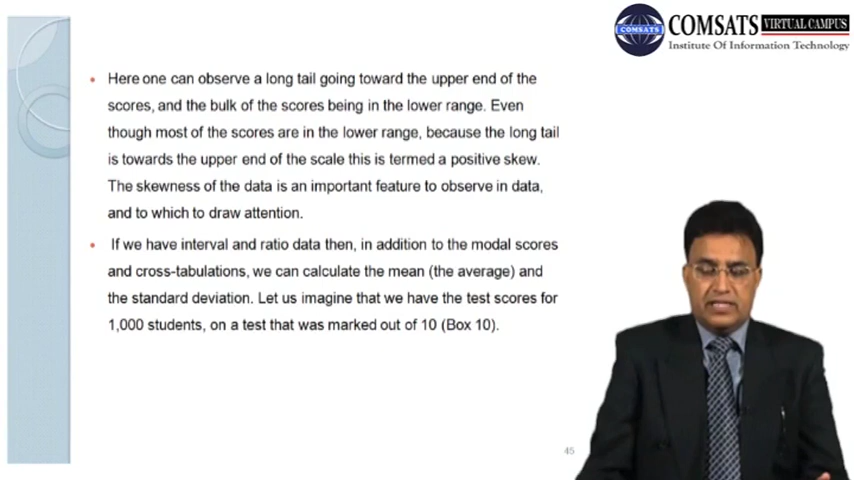 COMSATS VIRTUAL CAMPUS
COMSATS
Institute Of Information Technology
Here one can observe a long tail going toward the upper end of the
scores, and the bulk of the scores being in the lower range. Even
though most of the scores are in the lower range, because the long tail
is towards the upper end of the scale this is termed a positive skew.
The skewness of the data is an important feature to observe in data,
and to which to draw attention.
If we have interval and ratio data then, in addition to the modal scores
and cross-tabulations, we can calculate the mean (the average) and
the standard deviation. Let us imagine that we have the test scores for
1,000 students, on a test that was marked out of 10 (Box 10).
45